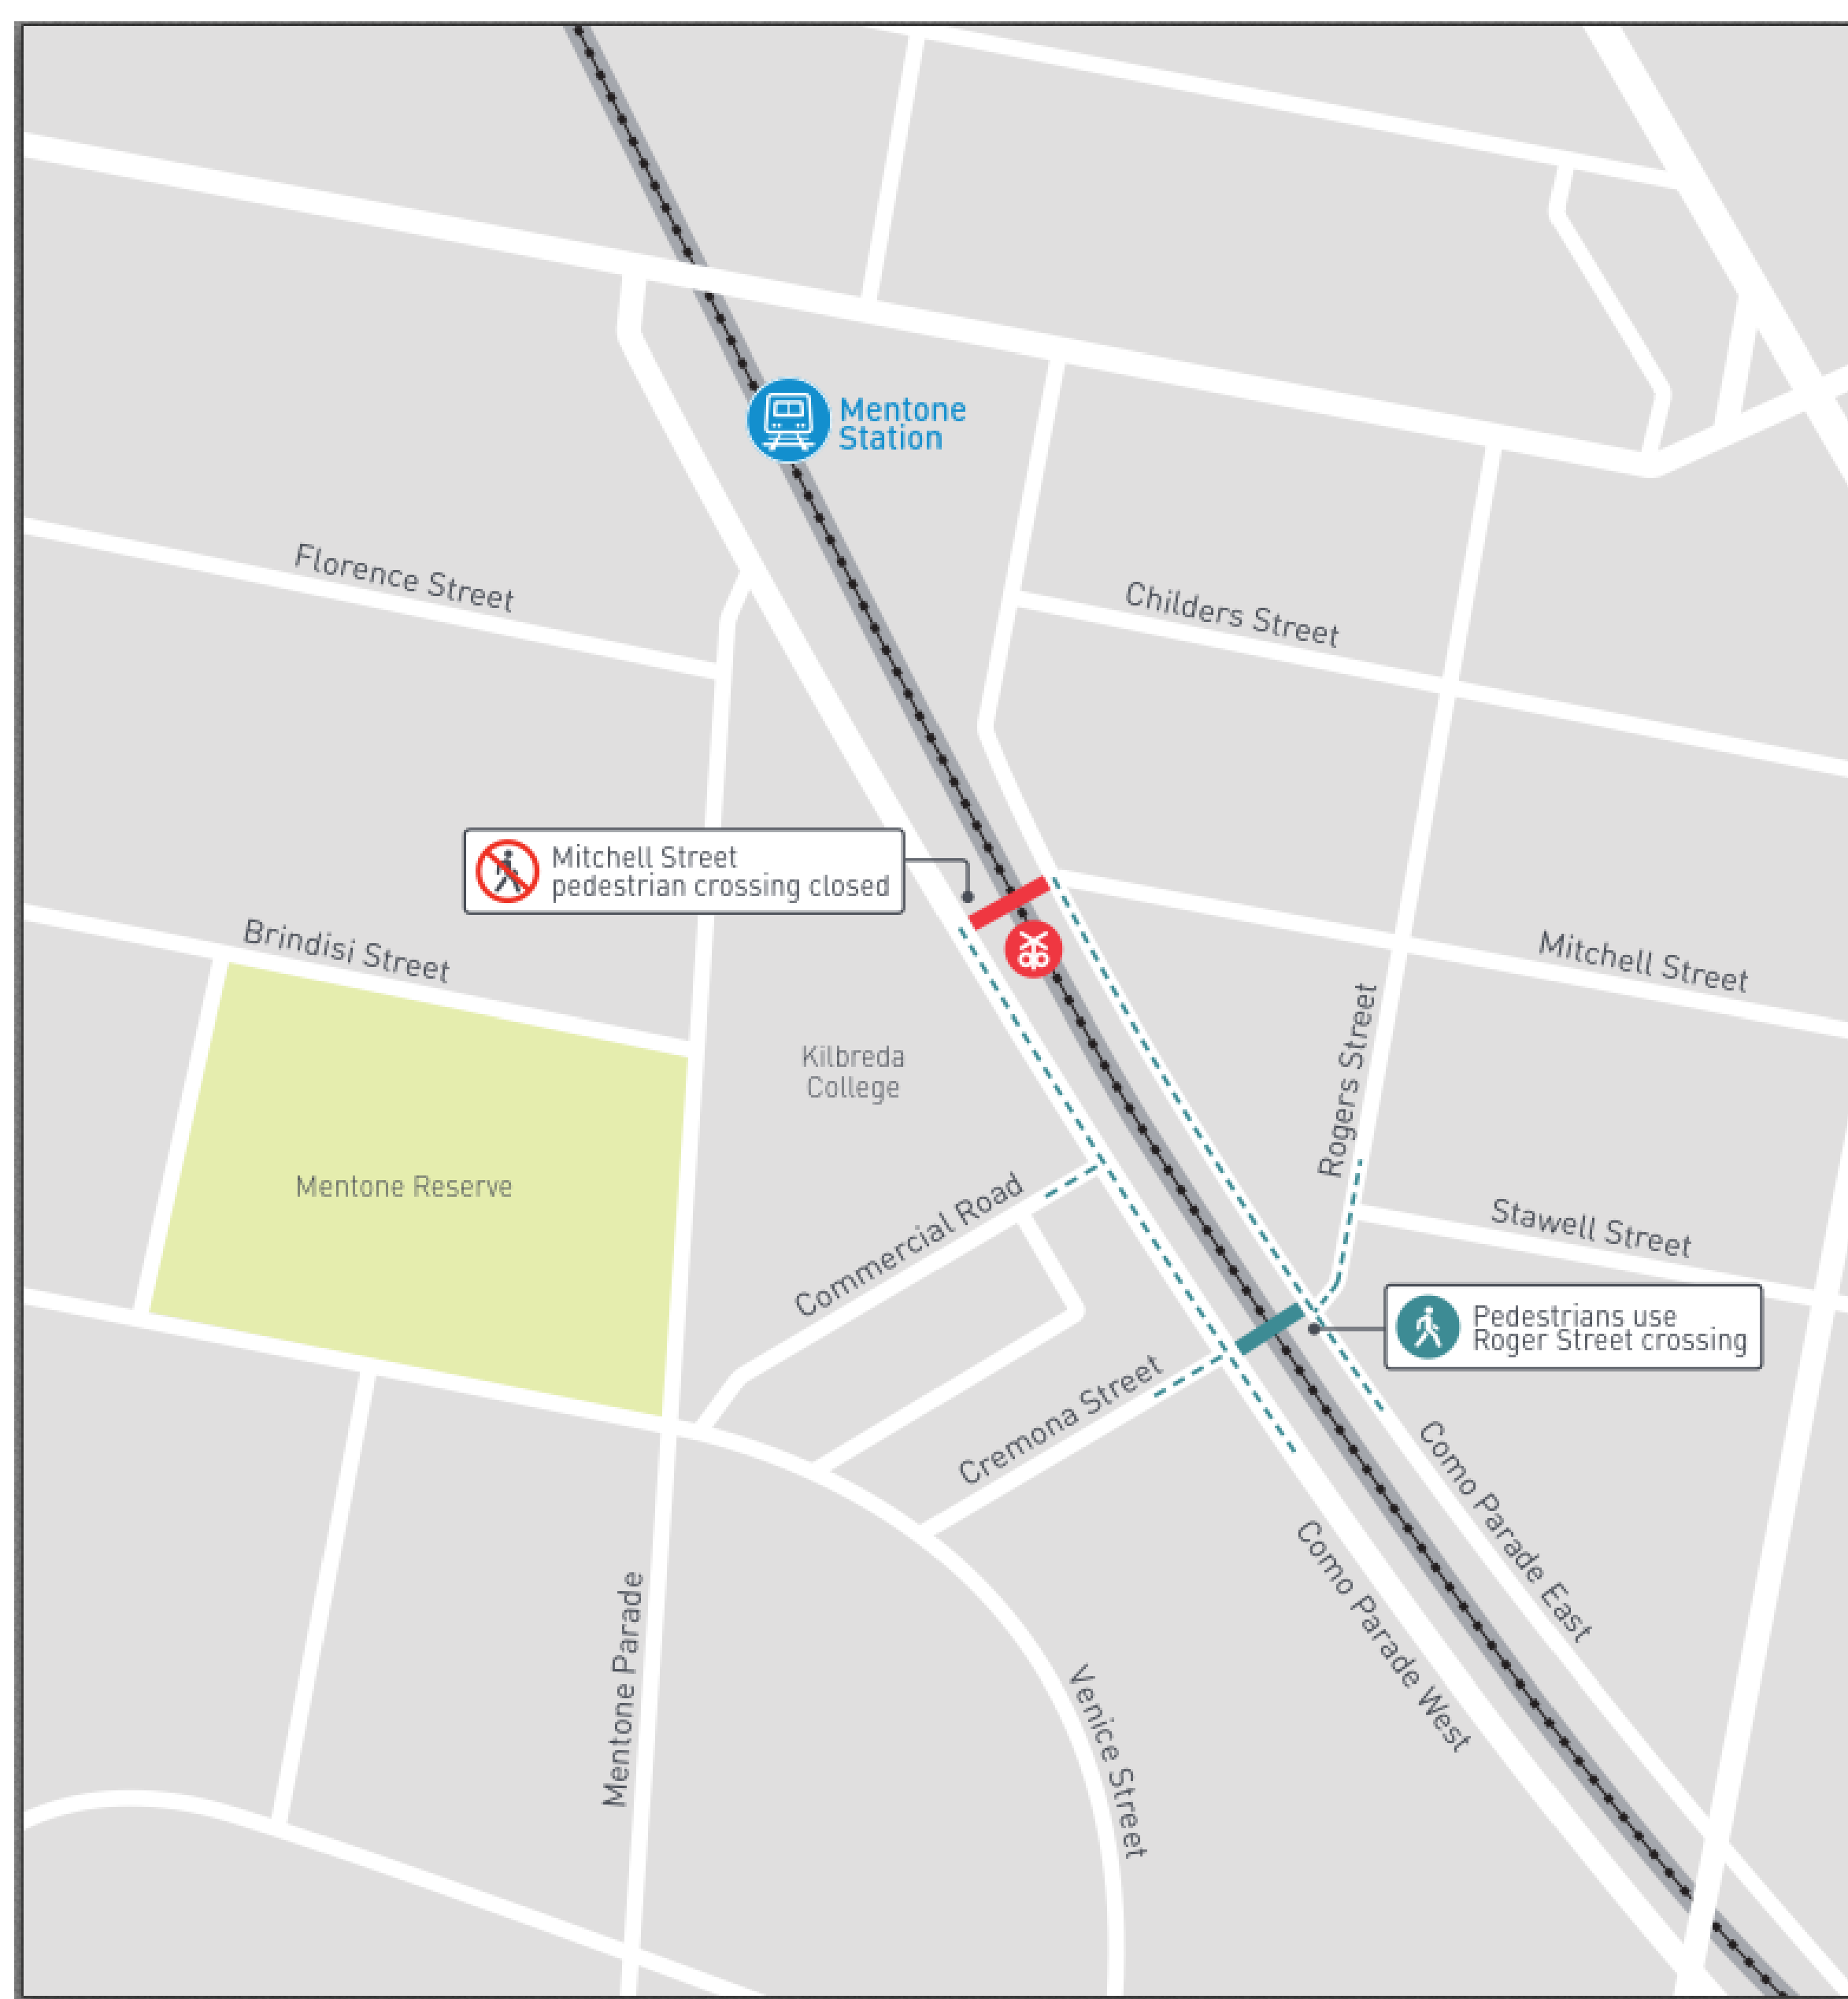 Mentone
Station
Florence Street
Childers Street
Mitchell Street
pedestrian crossing closed
Brindisi Street
Mitchell Street
Rogers Street
Kilbreda
College
Mentone Reserve
Commercial Road
Stawell Street
Pedestrians use
Roger Street crossing
Cremona Street
Como Parade East
Como Parade West
Mentone Parade
Venice Street